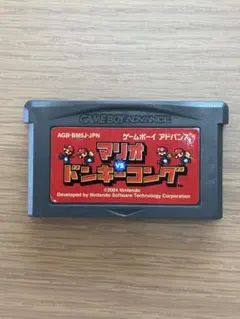 GAME BOY ADVANCE
AGB-BM5J-JPN ゲームボーイ アドバンス
マリオ
VS
ドンキーコング
©2004 Nintendo
Developed by Nintendo Software Technology Corporation